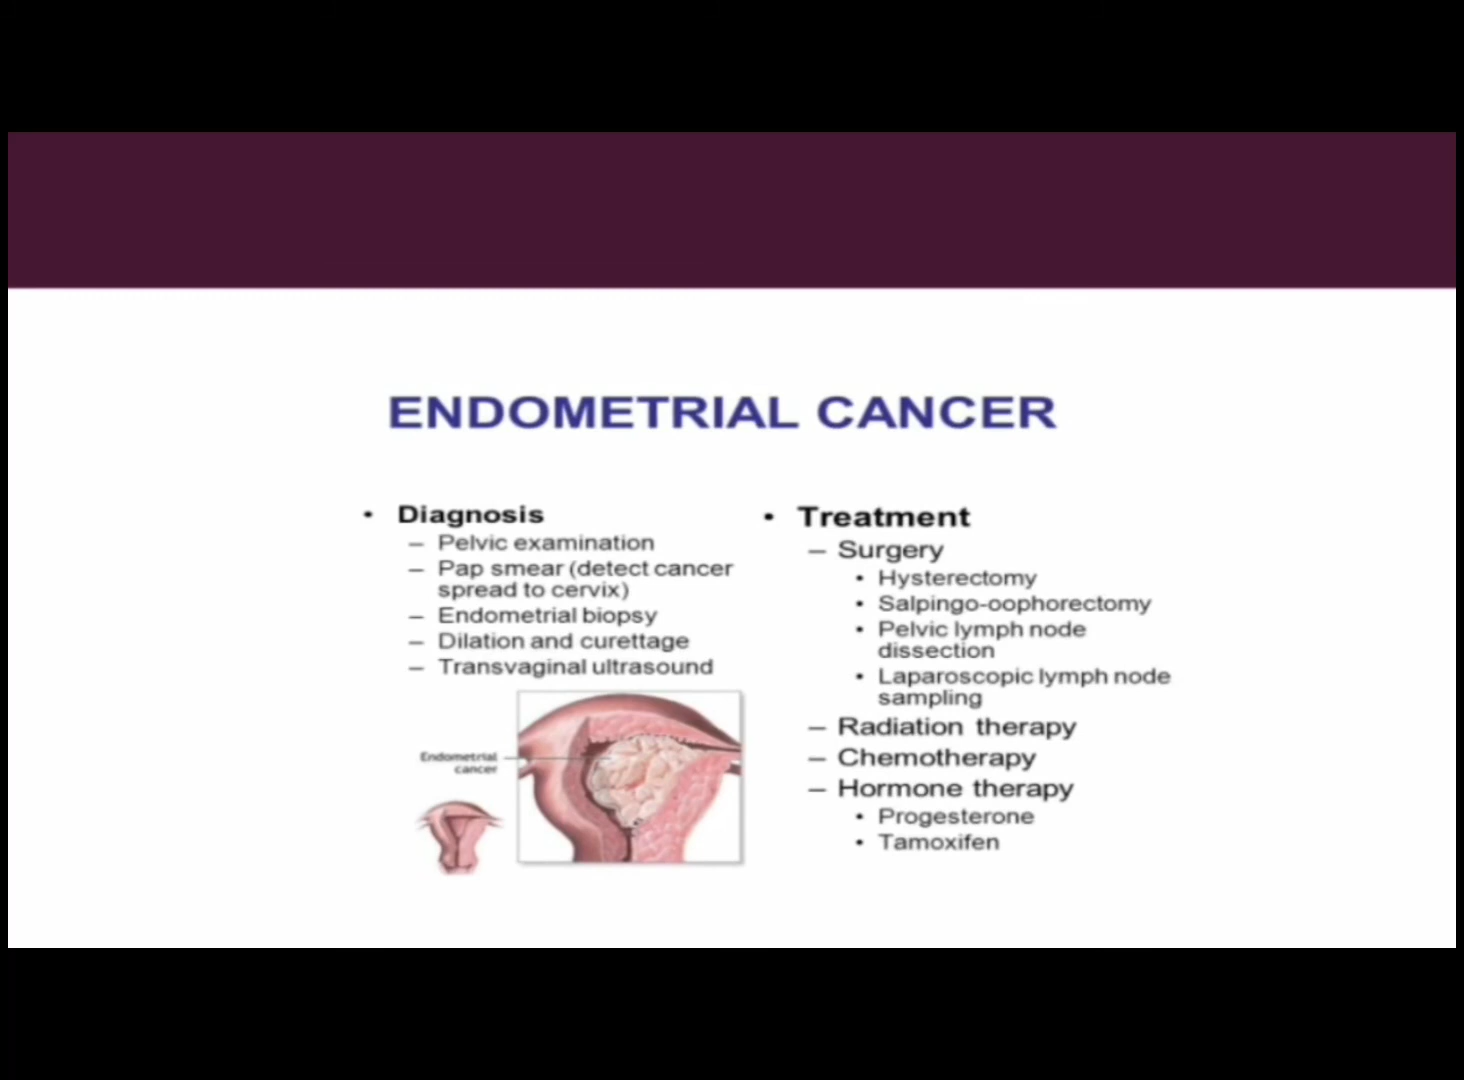 ENDOMETRIAL CANCER
• Diagnosis
– Pelvic examination
– Pap smear (detect cancer
spread to cervix)
– Endometrial biopsy
– Dilation and curettage
– Transvaginal ultrasound
Endometrial
cancer
• Treatment
– Surgery
• Hysterectomy
• Salpingo-oophorectomy
• Pelvic lymph node
dissection
• Laparoscopic lymph node
sampling
– Radiation therapy
– Chemotherapy
– Hormone therapy
• Progesterone
• Tamoxifen